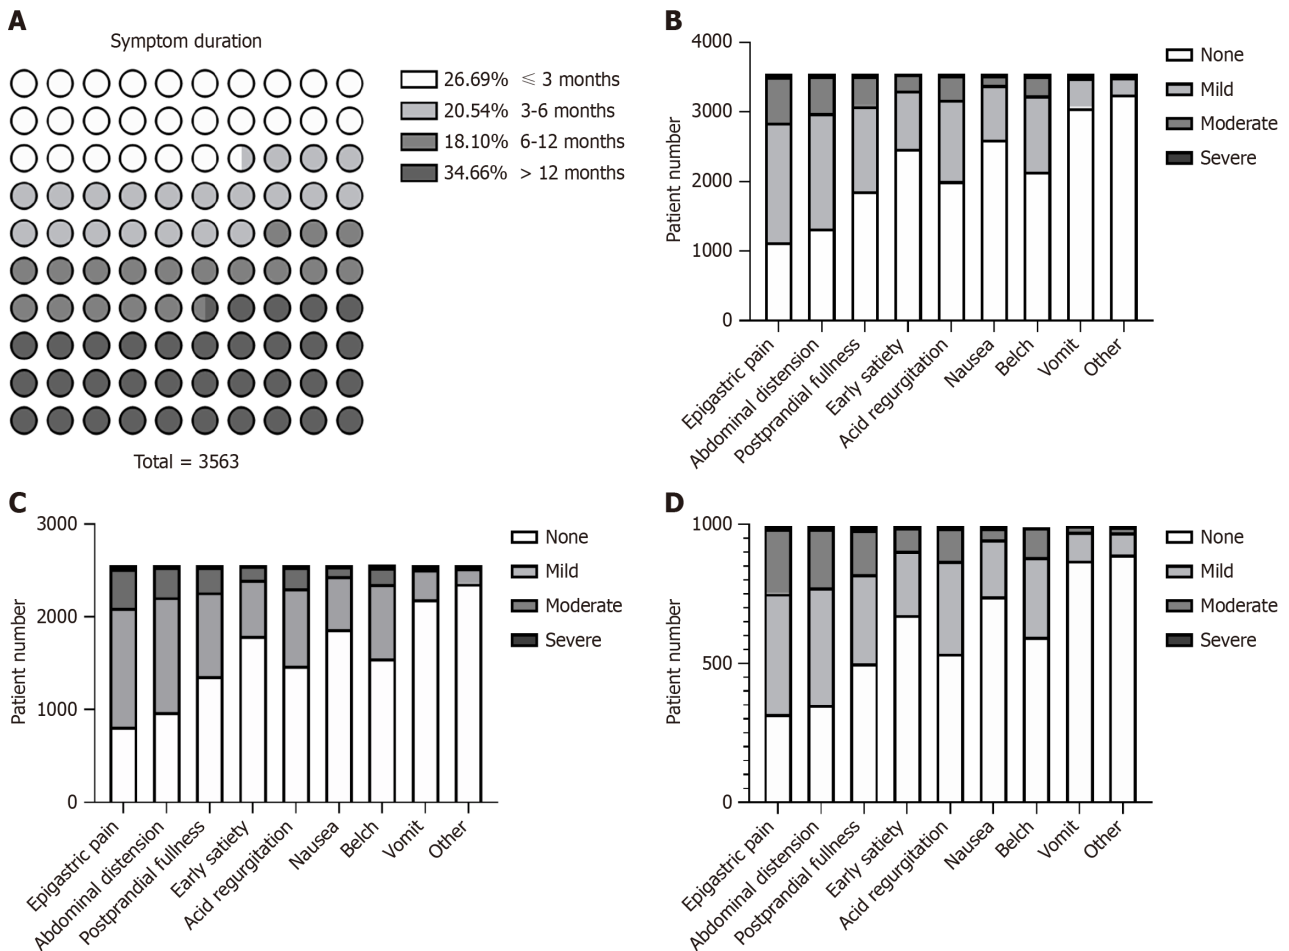 A
Symptom duration
26.69% ≤ 3 months
20.54% 3-6 months
18.10% 6-12 months
34.66% > 12 months
Total = 3563
B
Patient number
4000
3000
2000
1000
0
Epigastric pain
Abdominal distension
Postprandial fullness
Early satiety
Acid regurgitation
Nausea
Belch
Vomit
Other
None
Mild
Moderate
Severe
C
Patient number
3000
2000
1000
0
Epigastric pain
Abdominal distension
Postprandial fullness
Early satiety
Acid regurgitation
Nausea
Belch
Vomit
Other
None
Mild
Moderate
Severe
D
Patient number
1000
500
0
Epigastric pain
Abdominal distension
Postprandial fullness
Early satiety
Acid regurgitation
Nausea
Belch
Vomit
Other
None
Mild
Moderate
Severe